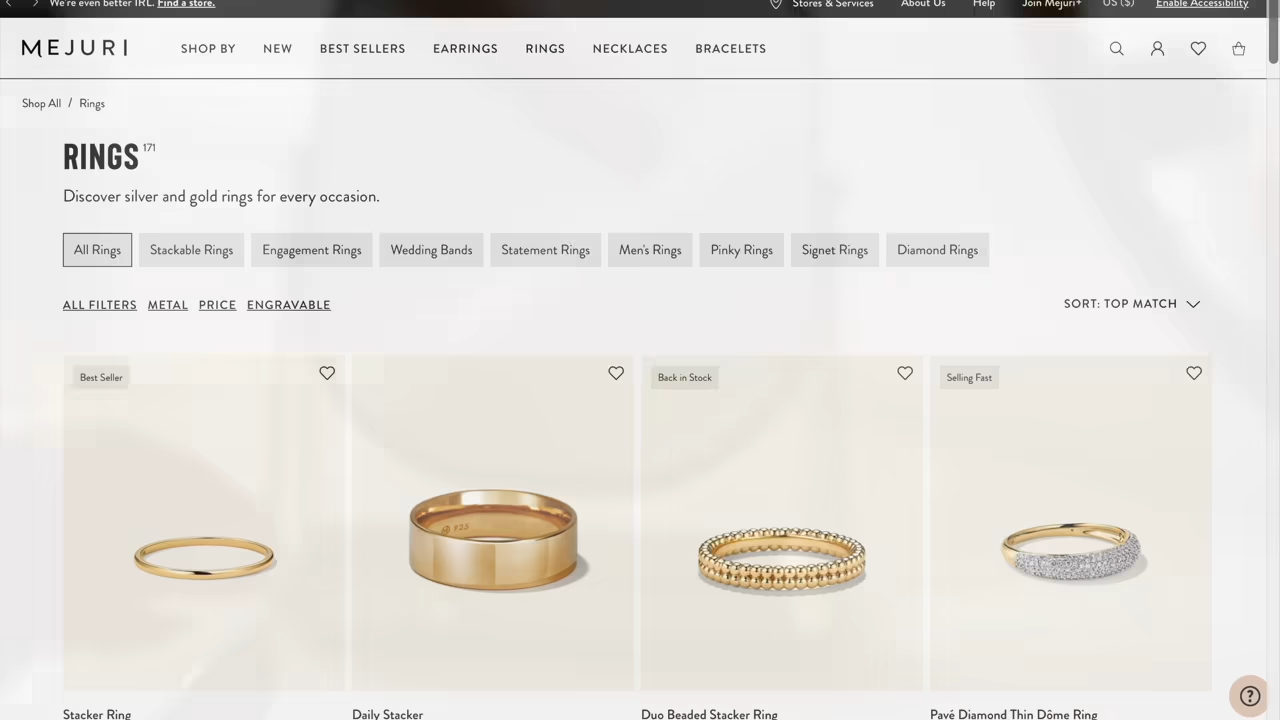 We're even better IRL. Find a store.
Stores & Services
About Us
Help
Join Mejuri+
US ($)
Enable Accessibility
MEJURI
SHOP BY
NEW
BEST SELLERS
EARRINGS
RINGS
NECKLACES
BRACELETS
Shop All / Rings
RINGS 171
Discover silver and gold rings for every occasion.
All Rings
Stackable Rings
Engagement Rings
Wedding Bands
Statement Rings
Men's Rings
Pinky Rings
Signet Rings
Diamond Rings
ALL FILTERS
METAL
PRICE
ENGRAVABLE
SORT: TOP MATCH
Best Seller
Back in Stock
Selling Fast
925
Stacker Ring
Daily Stacker
Duo Beaded Stacker Ring
Pavé Diamond Thin Dôme Ring